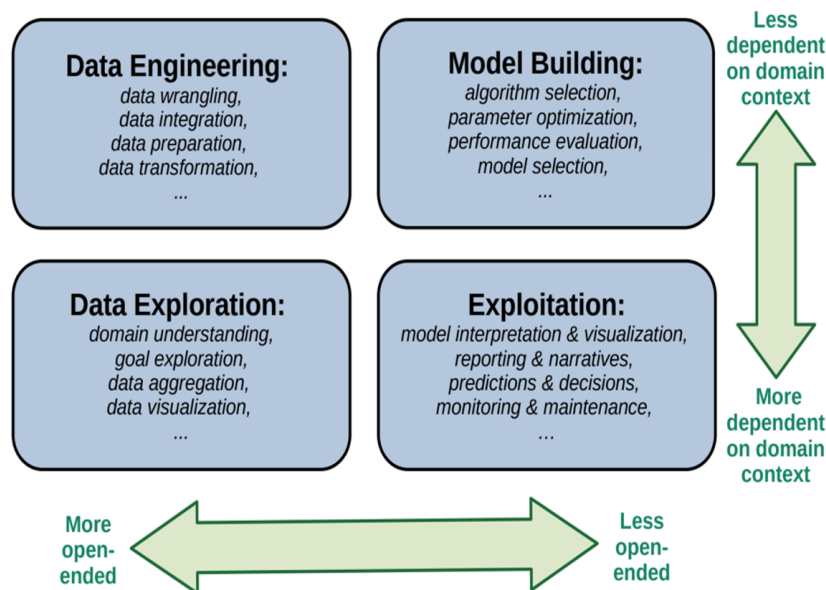 Data Engineering:
data wrangling,
data integration,
data preparation,
data transformation,
...
Model Building:
algorithm selection,
parameter optimization,
performance evaluation,
model selection,
...
Less
dependent
on domain
context
Data Exploration:
domain understanding,
goal exploration,
data aggregation,
data visualization,
...
Exploitation:
model interpretation & visualization,
reporting & narratives,
predictions & decisions,
monitoring & maintenance,
...
More
dependent
on domain
context
More
open-
ended
Less
open-
ended